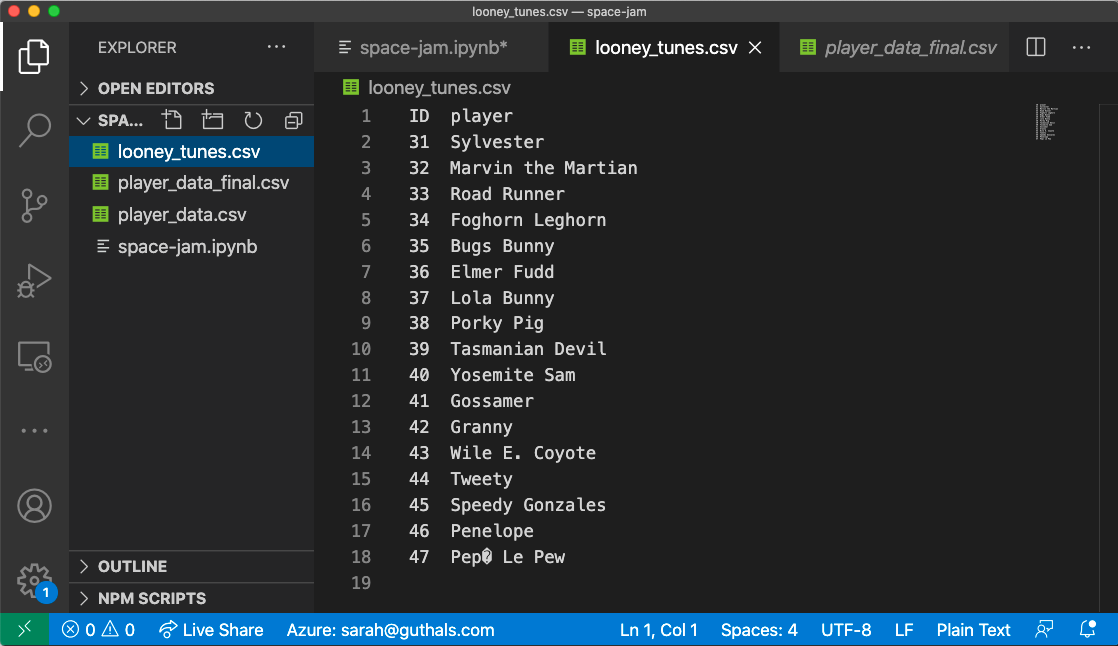 looney_tunes.csv — space-jam
EXPLORER
OPEN EDITORS
SPA...
looney_tunes.csv
player_data_final.csv
player_data.csv
space-jam.ipynb
OUTLINE
NPM SCRIPTS
space-jam.ipynb*
looney_tunes.csv
player_data_final.csv
looney_tunes.csv
1 ID player
2 31 Sylvester
3 32 Marvin the Martian
4 33 Road Runner
5 34 Foghorn Leghorn
6 35 Bugs Bunny
7 36 Elmer Fudd
8 37 Lola Bunny
9 38 Porky Pig
10 39 Tasmanian Devil
11 40 Yosemite Sam
12 41 Gossamer
13 42 Granny
14 43 Wile E. Coyote
15 44 Tweety
16 45 Speedy Gonzales
17 46 Penelope
18 47 Pep� Le Pew
19
1
0 0 Live Share Azure: sarah@guthals.com Ln 1, Col 1 Spaces: 4 UTF-8 LF Plain Text